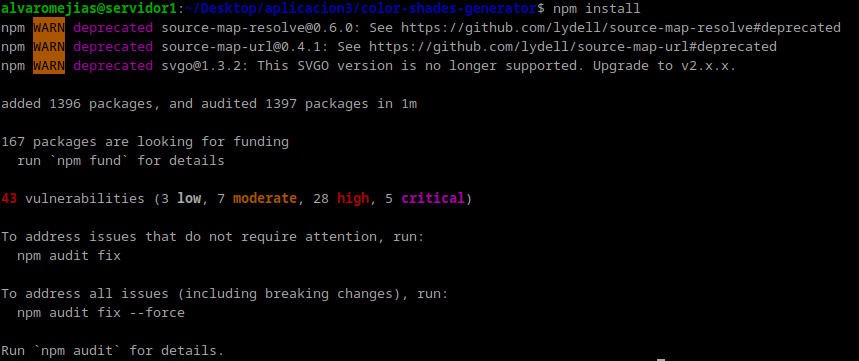 alvaromejias@servidor1:~/Desktop/aplicacion3/color-shades-generator$ npm install
npm WARN deprecated source-map-resolve@0.6.0: See https://github.com/lydell/source-map-resolve#deprecated
npm WARN deprecated source-map-url@0.4.1: See https://github.com/lydell/source-map-url#deprecated
npm WARN deprecated svgo@1.3.2: This SVGO version is no longer supported. Upgrade to v2.x.x.
added 1396 packages, and audited 1397 packages in 1m
167 packages are looking for funding
  run `npm fund` for details
43 vulnerabilities (3 low, 7 moderate, 28 high, 5 critical)
To address issues that do not require attention, run:
  npm audit fix
To address all issues (including breaking changes), run:
  npm audit fix --force
Run `npm audit` for details.